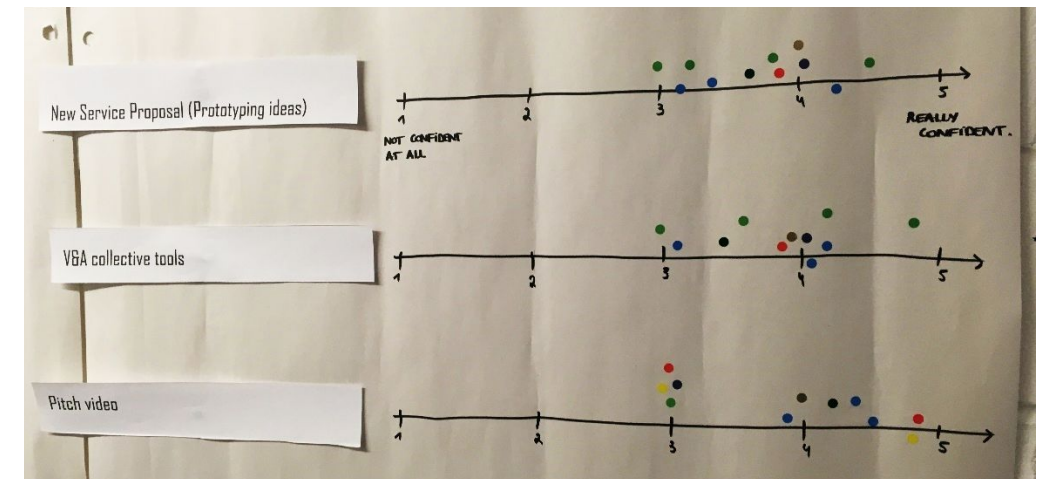 New Service Proposal (Prototyping ideas)
1 2 3 4 5
NOT CONFIDENT
AT ALL
REALLY
CONFIDENT.
V&A collective tools
1 2 3 4 5
Pitch video
1 2 3 4 5